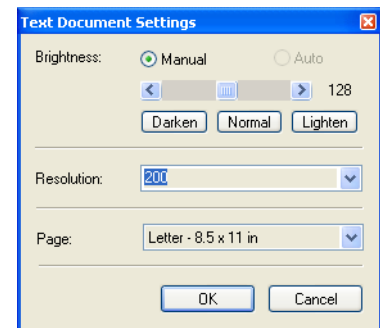 Text Document Settings
Brightness: Manual Auto
128
Darken Normal Lighten
Resolution: 200
Page: Letter - 8.5 x 11 in
OK Cancel